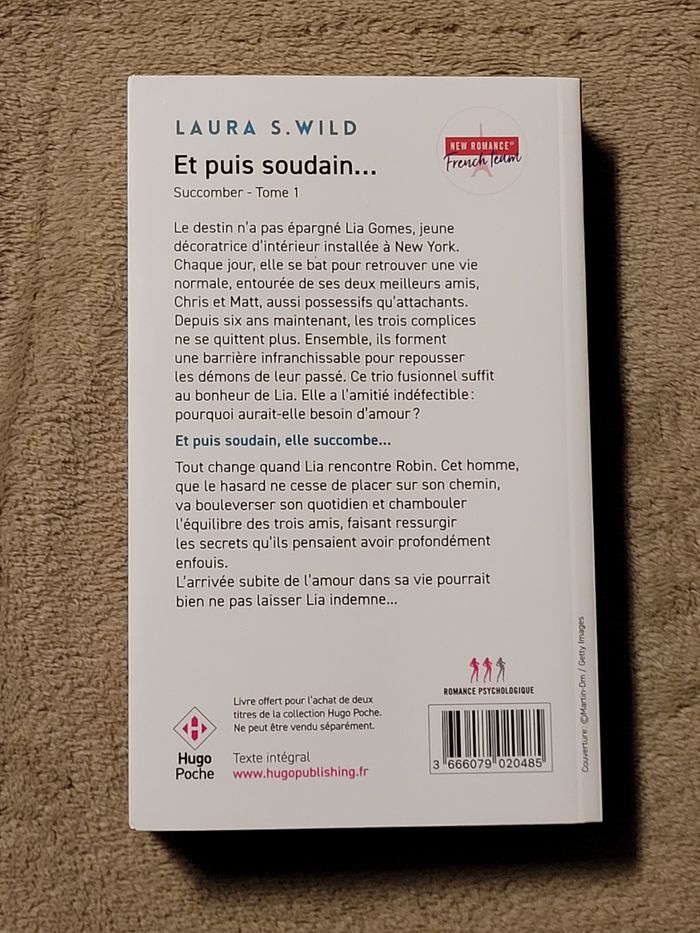 LAURA S.WILD
NEW ROMANCE®
French team
Et puis soudain...
Succomber - Tome 1
Le destin n'a pas épargné Lia Gomes, jeune
décoratrice d'intérieur installée à New York.
Chaque jour, elle se bat pour retrouver une vie
normale, entourée de ses deux meilleurs amis,
Chris et Matt, aussi possessifs qu'attachants.
Depuis six ans maintenant, les trois complices
ne se quittent plus. Ensemble, ils forment
une barrière infranchissable pour repousser
les démons de leur passé. Ce trio fusionnel suffit
au bonheur de Lia. Elle a l'amitié indéfectible :
pourquoi aurait-elle besoin d'amour ?
Et puis soudain, elle succombe...
Tout change quand Lia rencontre Robin. Cet homme,
que le hasard ne cesse de placer sur son chemin,
va bouleverser son quotidien et chambouler
l'équilibre des trois amis, faisant ressurgir
les secrets qu'ils pensaient avoir profondément
enfouis.
L'arrivée subite de l'amour dans sa vie pourrait
bien ne pas laisser Lia indemne...
ROMANCE PSYCHOLOGIQUE
Livre offert pour l'achat de deux
titres de la collection Hugo Poche.
Ne peut être vendu séparément.
Hugo
Poche
Texte intégral
www.hugopublishing.fr
3 666079 020485
Couverture : ©Martin-Dm / Getty Images